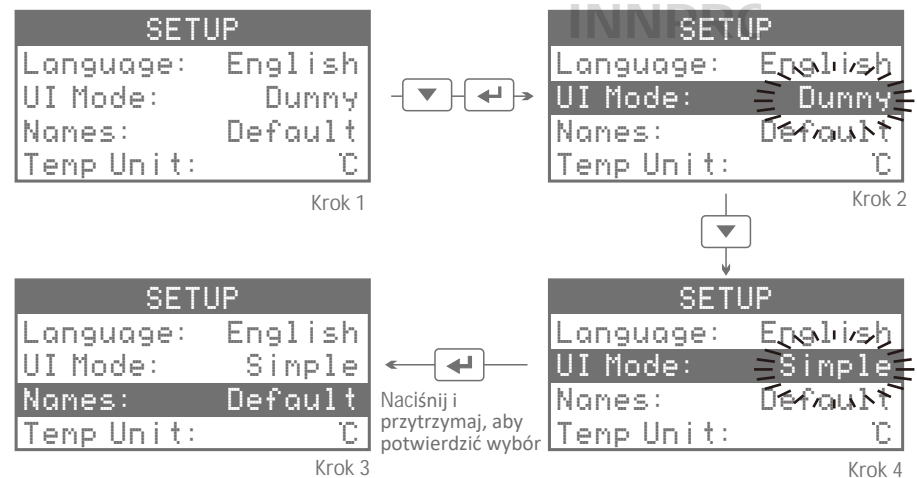 INNPRO
SETUP
Language: English
UI Mode: Dummy
Names: Default
Temp Unit: ℃
Krok 1
SETUP
Language: English
UI Mode: Dummy
Names: Default
Temp Unit: ℃
Krok 2
SETUP
Language: English
UI Mode: Simple
Names: Default
Temp Unit: ℃
Krok 3
Naciśnij i
przytrzymaj, aby
potwierdzić wybór
SETUP
Language: English
UI Mode: Simple
Names: Default
Temp Unit: ℃
Krok 4